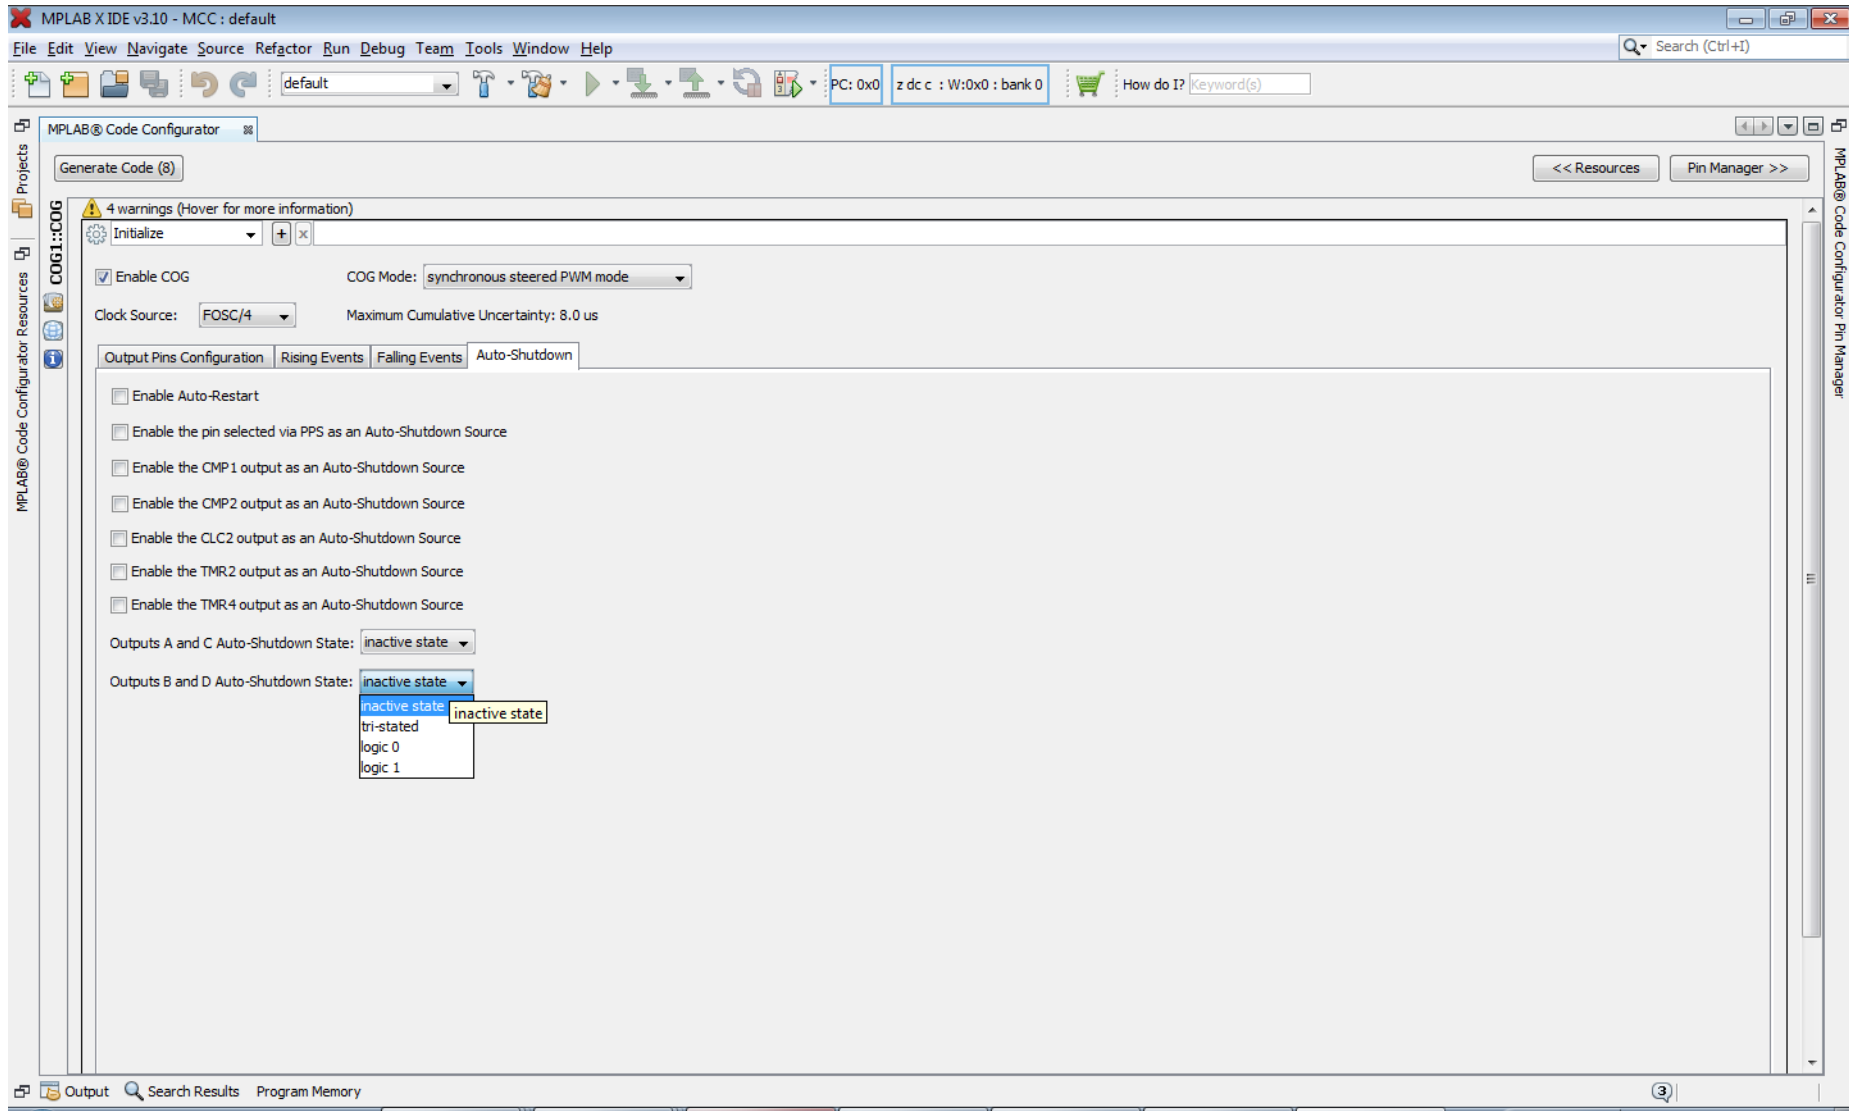 MPLAB X IDE v3.10 - MCC : default
File Edit View Navigate Source Refactor Run Debug Team Tools Window Help
Search (Ctrl+I)
default
PC: 0x0
z dc c : W:0x0 : bank 0
How do I? Keyword(s)
MPLAB® Code Configurator
Generate Code (8)
<< Resources
Pin Manager >>
Projects
MPLAB® Code Configurator Resources
COG1::COG
MPLAB® Code Configurator Pin Manager
4 warnings (Hover for more information)
Initialize
Enable COG
COG Mode: synchronous steered PWM mode
Clock Source: FOSC/4
Maximum Cumulative Uncertainty: 8.0 us
Output Pins Configuration Rising Events Falling Events Auto-Shutdown
Enable Auto-Restart
Enable the pin selected via PPS as an Auto-Shutdown Source
Enable the CMP1 output as an Auto-Shutdown Source
Enable the CMP2 output as an Auto-Shutdown Source
Enable the CLC2 output as an Auto-Shutdown Source
Enable the TMR2 output as an Auto-Shutdown Source
Enable the TMR4 output as an Auto-Shutdown Source
Outputs A and C Auto-Shutdown State: inactive state
Outputs B and D Auto-Shutdown State: inactive state
inactive state
inactive state
tri-stated
logic 0
logic 1
Output Search Results Program Memory
3